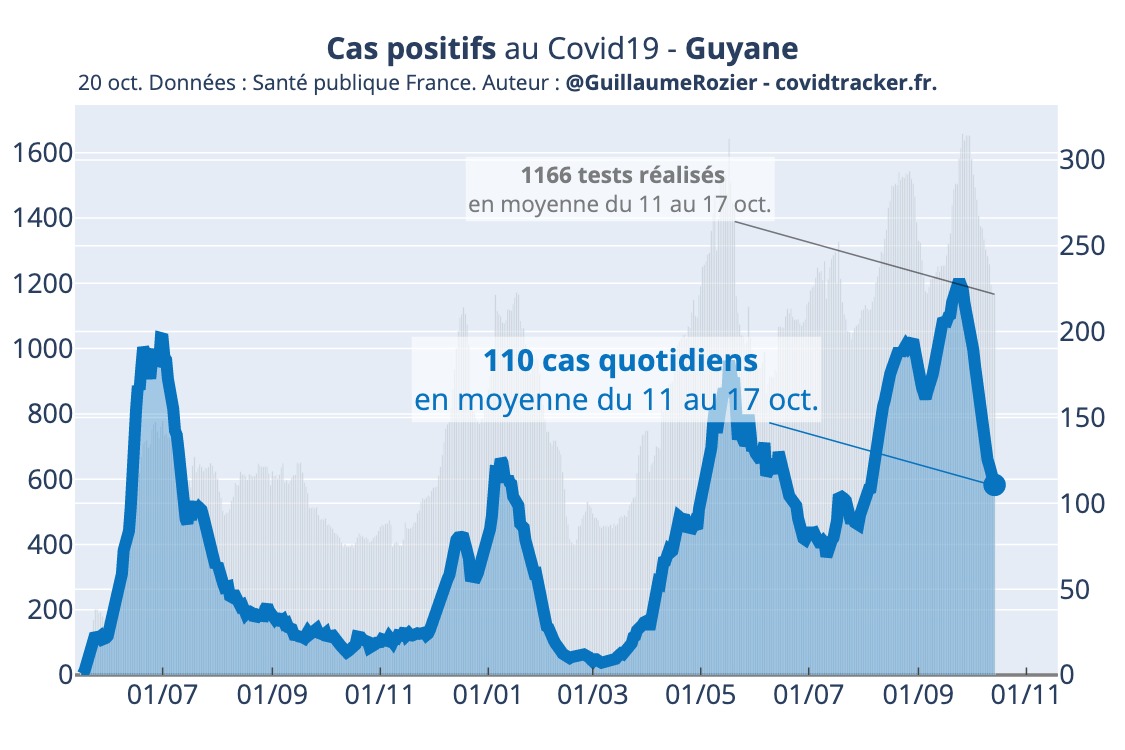 Cas positifs au Covid19 - Guyane
20 oct. Données : Santé publique France. Auteur : @GuillaumeRozier - covidtracker.fr.
1600
1400
1200
1000
800
600
400
200
0
300
250
200
150
100
50
0
1166 tests réalisés
en moyenne du 11 au 17 oct.
110 cas quotidiens
en moyenne du 11 au 17 oct.
01/07 01/09 01/11 01/01 01/03 01/05 01/07 01/09 01/11